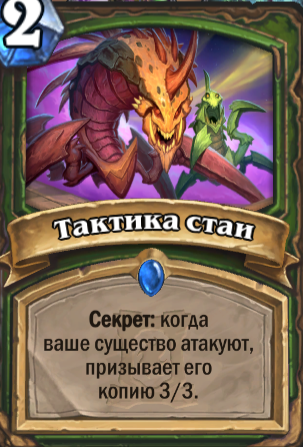 2
Тактика стаи
Секрет: когда
ваше существо атакуют,
призывает его
копию 3/3.